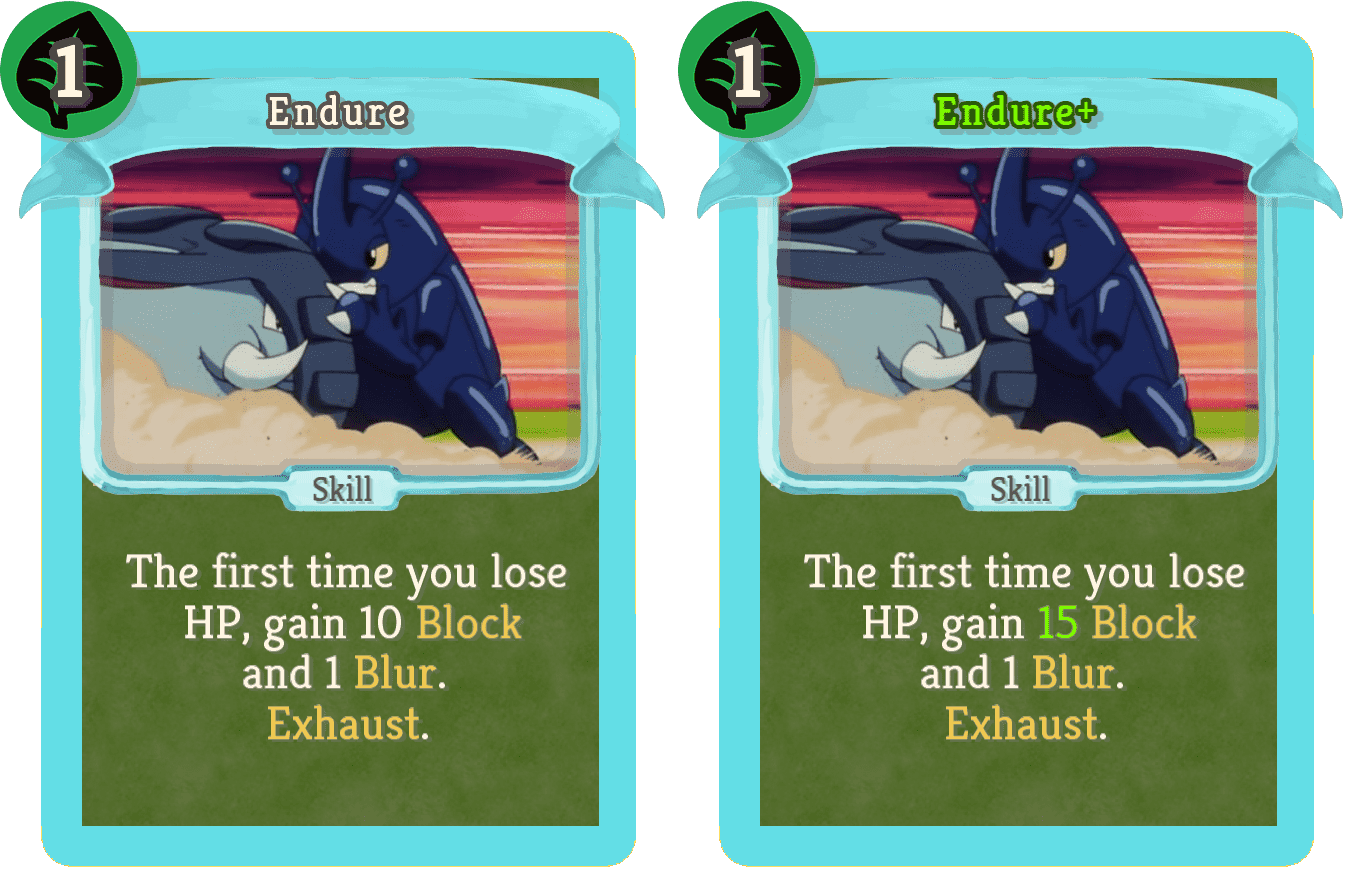 1
Endure
Skill
The first time you lose
HP, gain 10 Block
and 1 Blur.
Exhaust.
1
Endure+
Skill
The first time you lose
HP, gain 15 Block
and 1 Blur.
Exhaust.